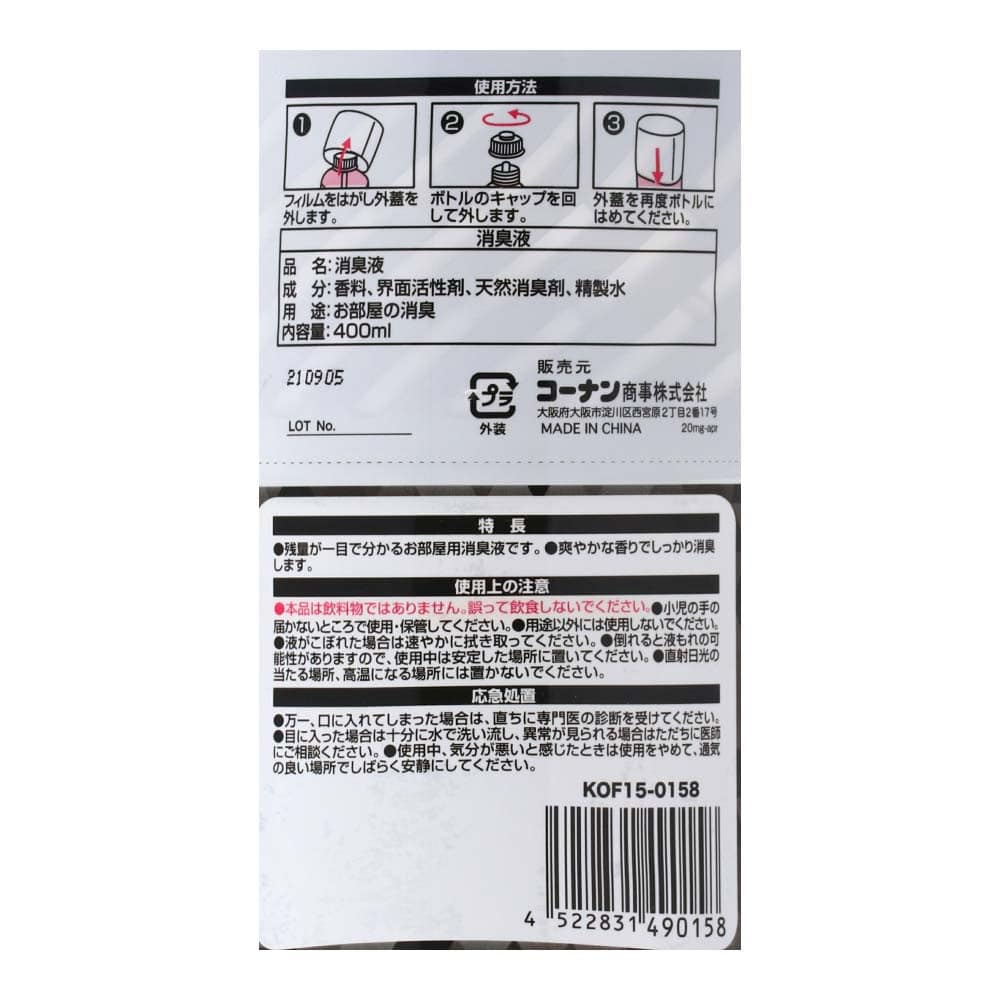 使用方法
1 2 3
フィルムをはがし外蓋を
外します。
ボトルのキャップを回
して外します。
外蓋を再度ボトルに
はめてください。
消臭液
品 名:消臭液
成 分:香料、界面活性剤、天然消臭剤、精製水
用 途:お部屋の消臭
内容量:400ml
210905
LOT No.
プラ
外装
販売元
コーナン商事株式会社
大阪府大阪市淀川区西宮原2丁目2番17号
MADE IN CHINA 20mg-apr
特長
●残量が一目で分かるお部屋用消臭液です。●爽やかな香りでしっかり消臭
します。
使用上の注意
●本品は飲料物ではありません。誤って飲食しないでください。●小児の手の
届かないところで使用・保管してください。●用途以外には使用しないでください。
●液がこぼれた場合は速やかに拭き取ってください。●倒れると液もれの可
能性がありますので、使用中は安定した場所に置いてください。●直射日光の
当たる場所、高温になる場所には置かないでください。
応急処置
●万一、口に入れてしまった場合は、直ちに専門医の診断を受けてください。
●目に入った場合は十分に水で洗い流し、異常が見られる場合はただちに医師
にご相談ください。●使用中、気分が悪いと感じたときは使用をやめて、通気
の良い場所でしばらく安静にしてください。
KOF15-0158
4 522831 490158